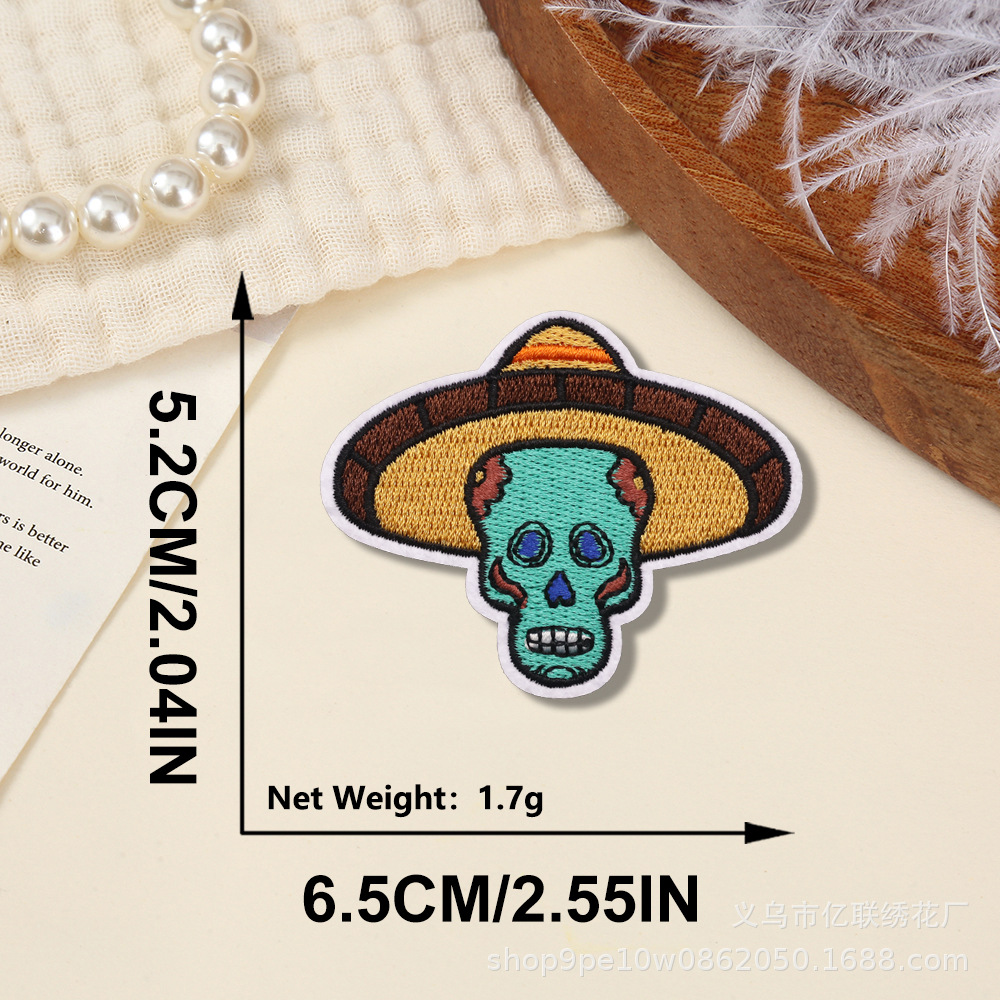 longer alone.
world for him.
rs is better
ne like
5.2CM/2.04IN
Net Weight： 1.7g
6.5CM/2.55IN
义乌市亿联绣花厂
shop9pe10w0862050.1688.com